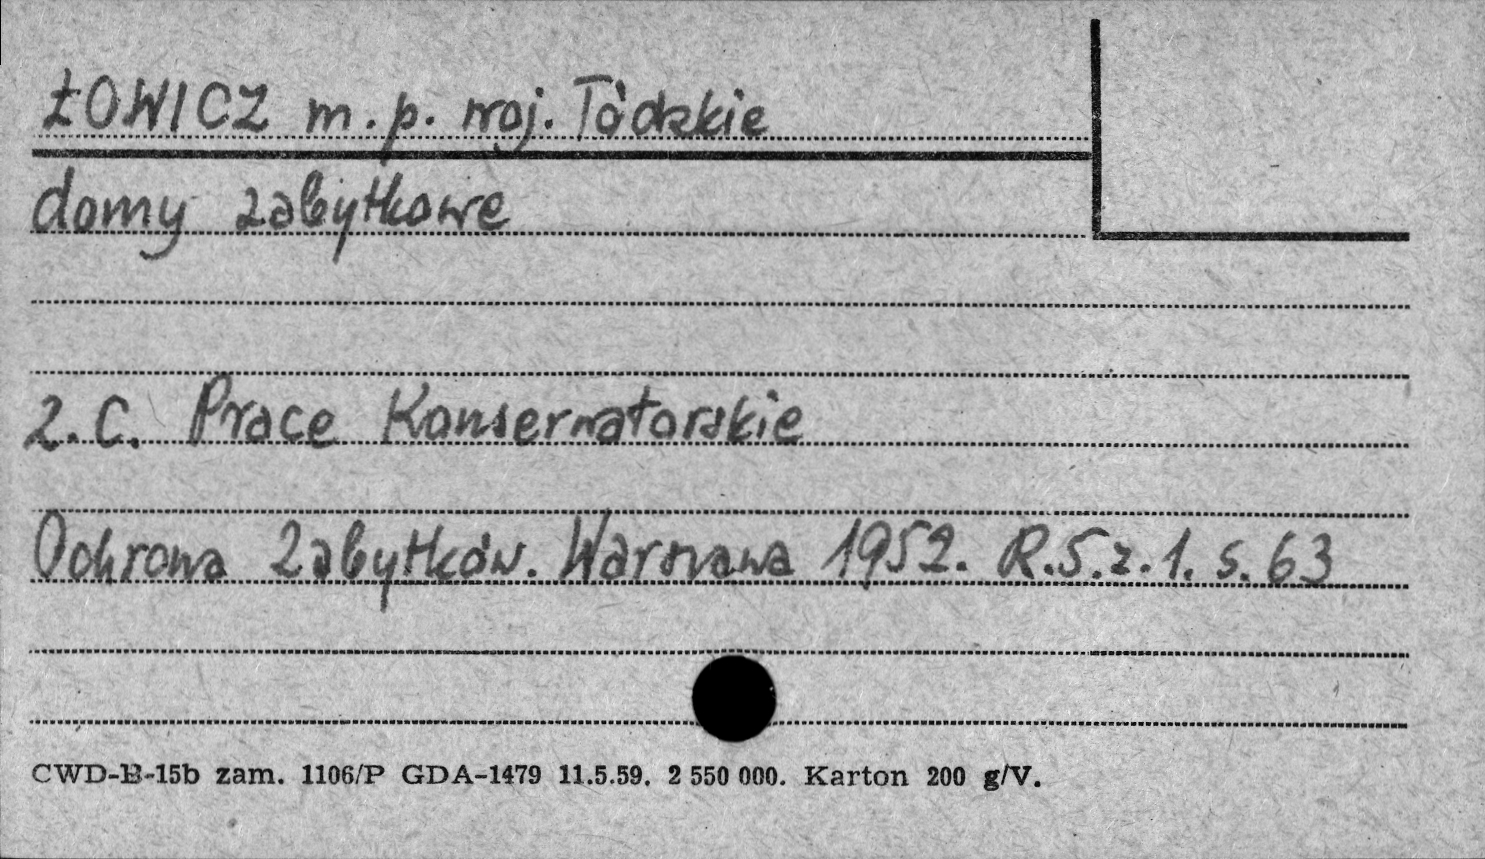 ŁOWICZ m.p. woj. Łódzkie
domy zabytkowe
Z.C. Prace Konserwatorskie
Ochrona Zabytków. Warszawa 1952. R.5.z.1. s.63
CWD-B-15b zam. 1106/P GDA-1479 11.5.59. 2 550 000. Karton 200 g/V.